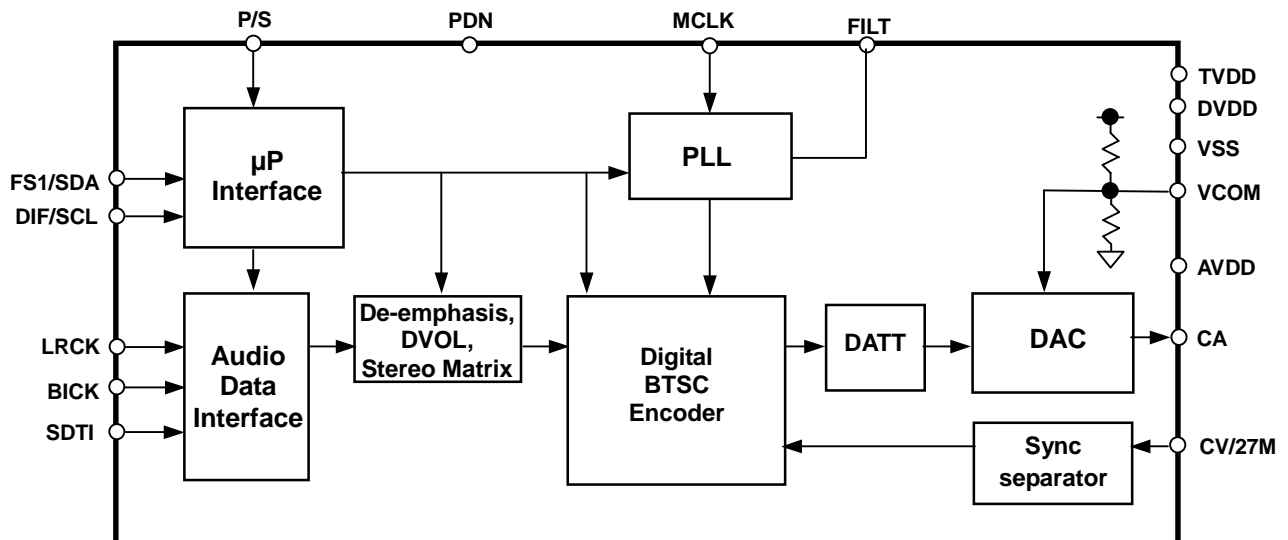 P/S
PDN
MCLK
FILT
TVDD
DVDD
VSS
VCOM
AVDD
CA
CV/27M
FS1/SDA
DIF/SCL
LRCK
BICK
SDTI
µP
Interface
PLL
Audio
Data
Interface
De-emphasis,
DVOL,
Stereo Matrix
Digital
BTSC
Encoder
DATT
DAC
Sync
separator